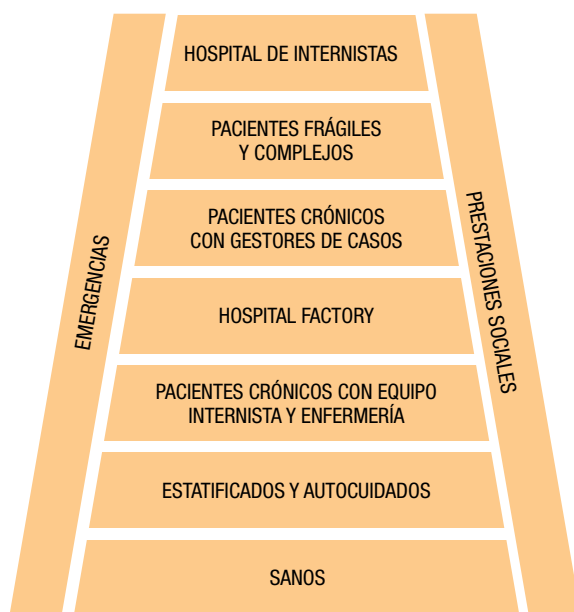 HOSPITAL DE INTERNISTAS
PACIENTES FRÁGILES
Y COMPLEJOS
PACIENTES CRÓNICOS
CON GESTORES DE CASOS
HOSPITAL FACTORY
PACIENTES CRÓNICOS CON EQUIPO
INTERNISTA Y ENFERMERÍA
ESTATIFICADOS Y AUTOCUIDADOS
SANOS
EMERGENCIAS
PRESTACIONES SOCIALES